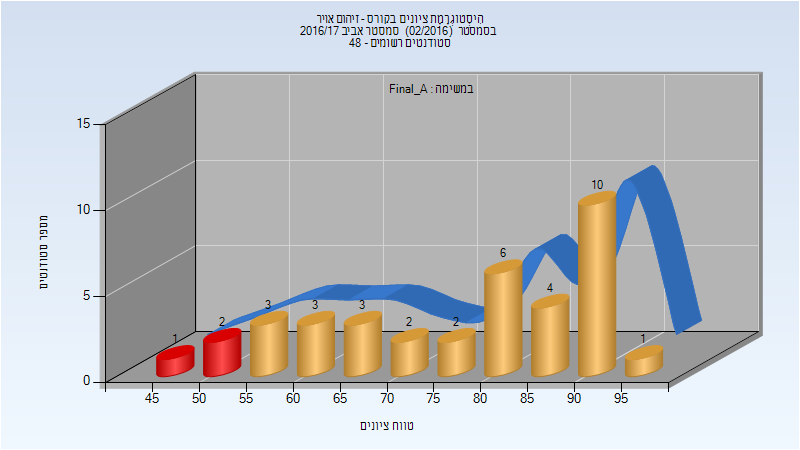 היסטוגרמת ציונים בקורס - זיהום אויר
בסמסטר (02/2016) סמסטר אביב 2016/17
סטודנטים רשומים - 48
במשימה : Final_A
מספר סטודנטים
15
10
5
0
1
2
3
3
3
2
2
6
4
10
1
45 50 55 60 65 70 75 80 85 90 95
טווח ציונים